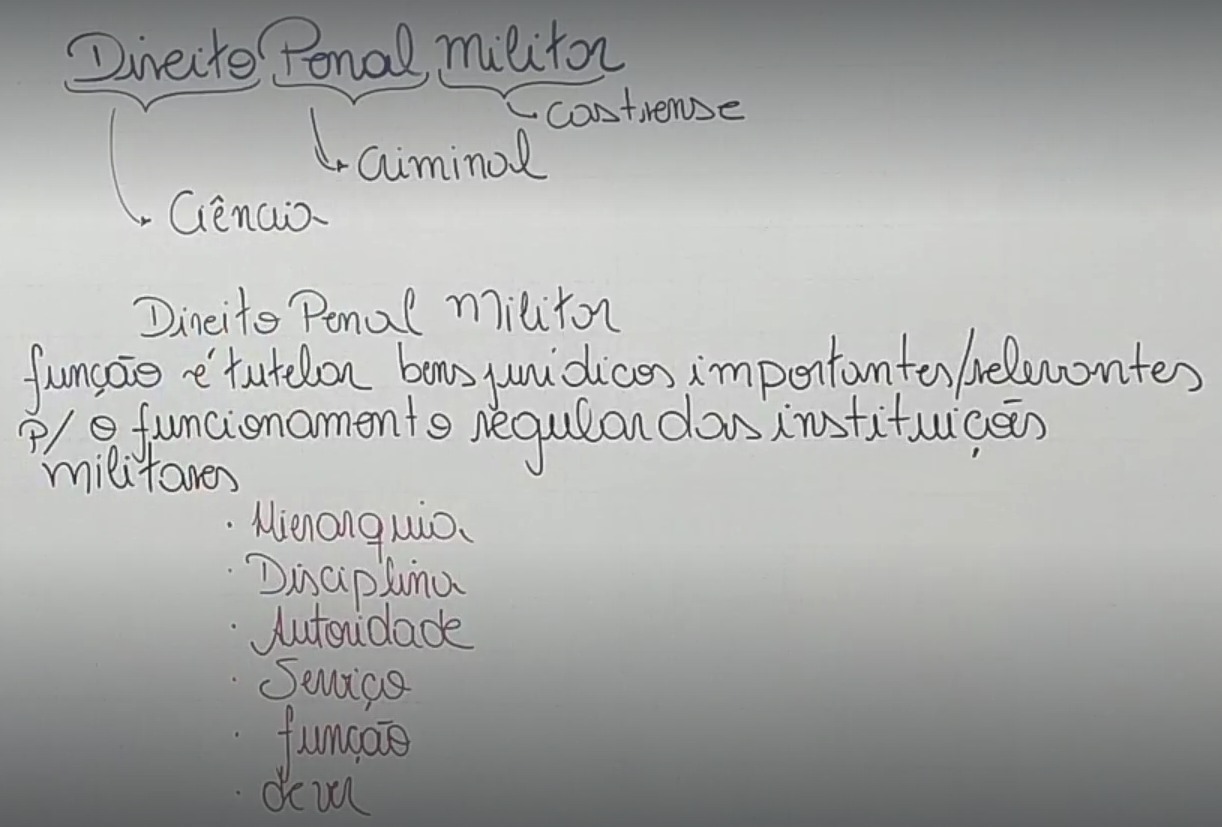 Direito Penal militar
castrense
Criminal
Ciência
Direito Penal militar
função é tutelar bens jurídicos importantes/relevantes
p/ o funcionamento regular das instituições
militares
· Hierarquia
· Disciplina
· Autoridade
· Serviço
· função
· dever